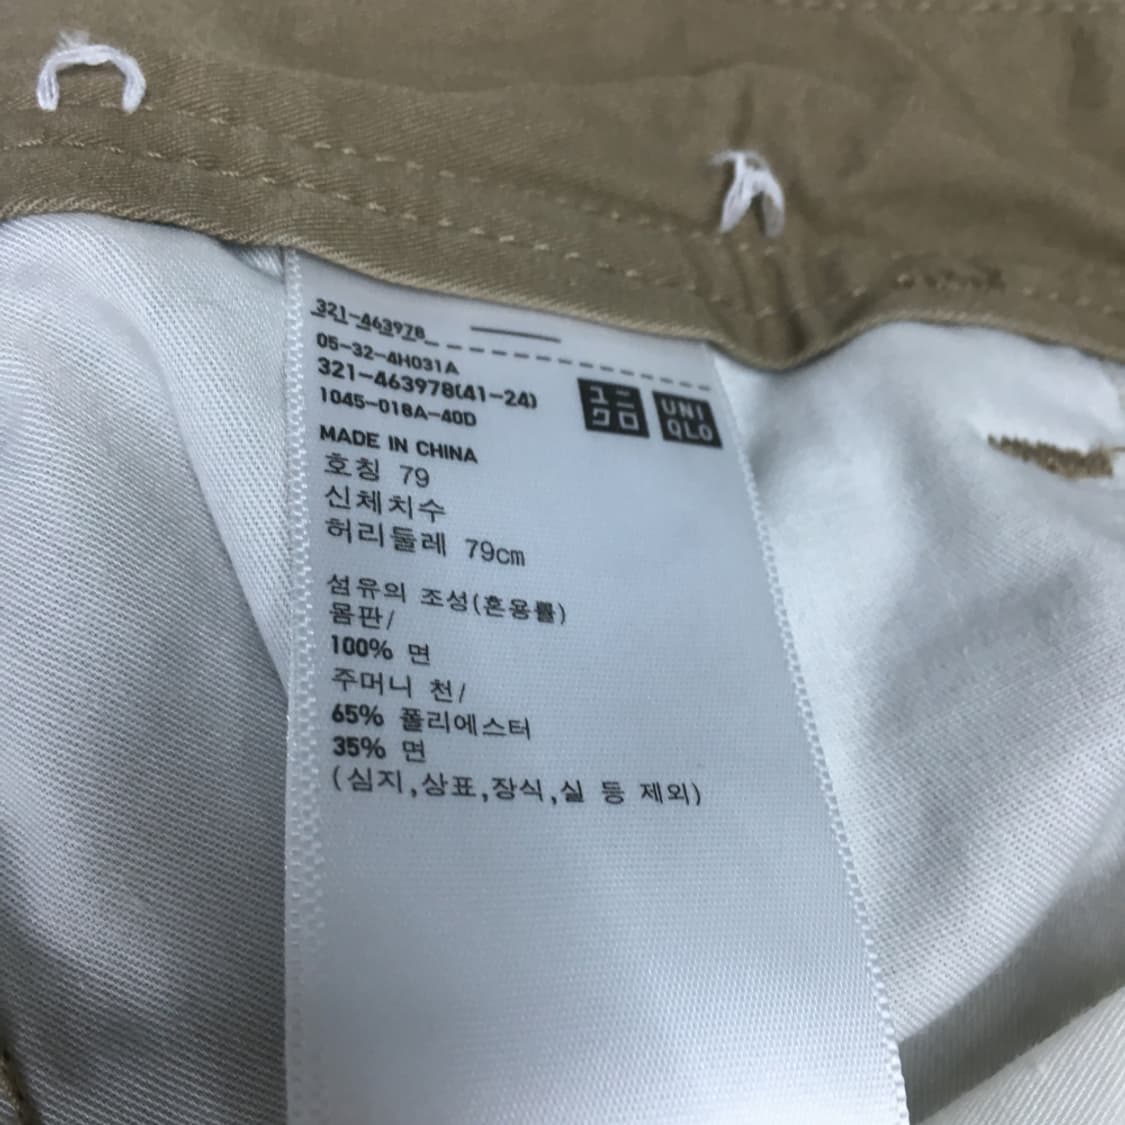 321-463978
05-32-4H031A
321-463978(41-24)
1045-018A-40D
ユニ
クロ
UNI
QLO
MADE IN CHINA
호칭 79
신체치수
허리둘레 79cm
섬유의 조성(혼용률)
몸판/
100% 면
주머니 천/
65% 폴리에스터
35% 면
(심지,상표,장식,실 등 제외)